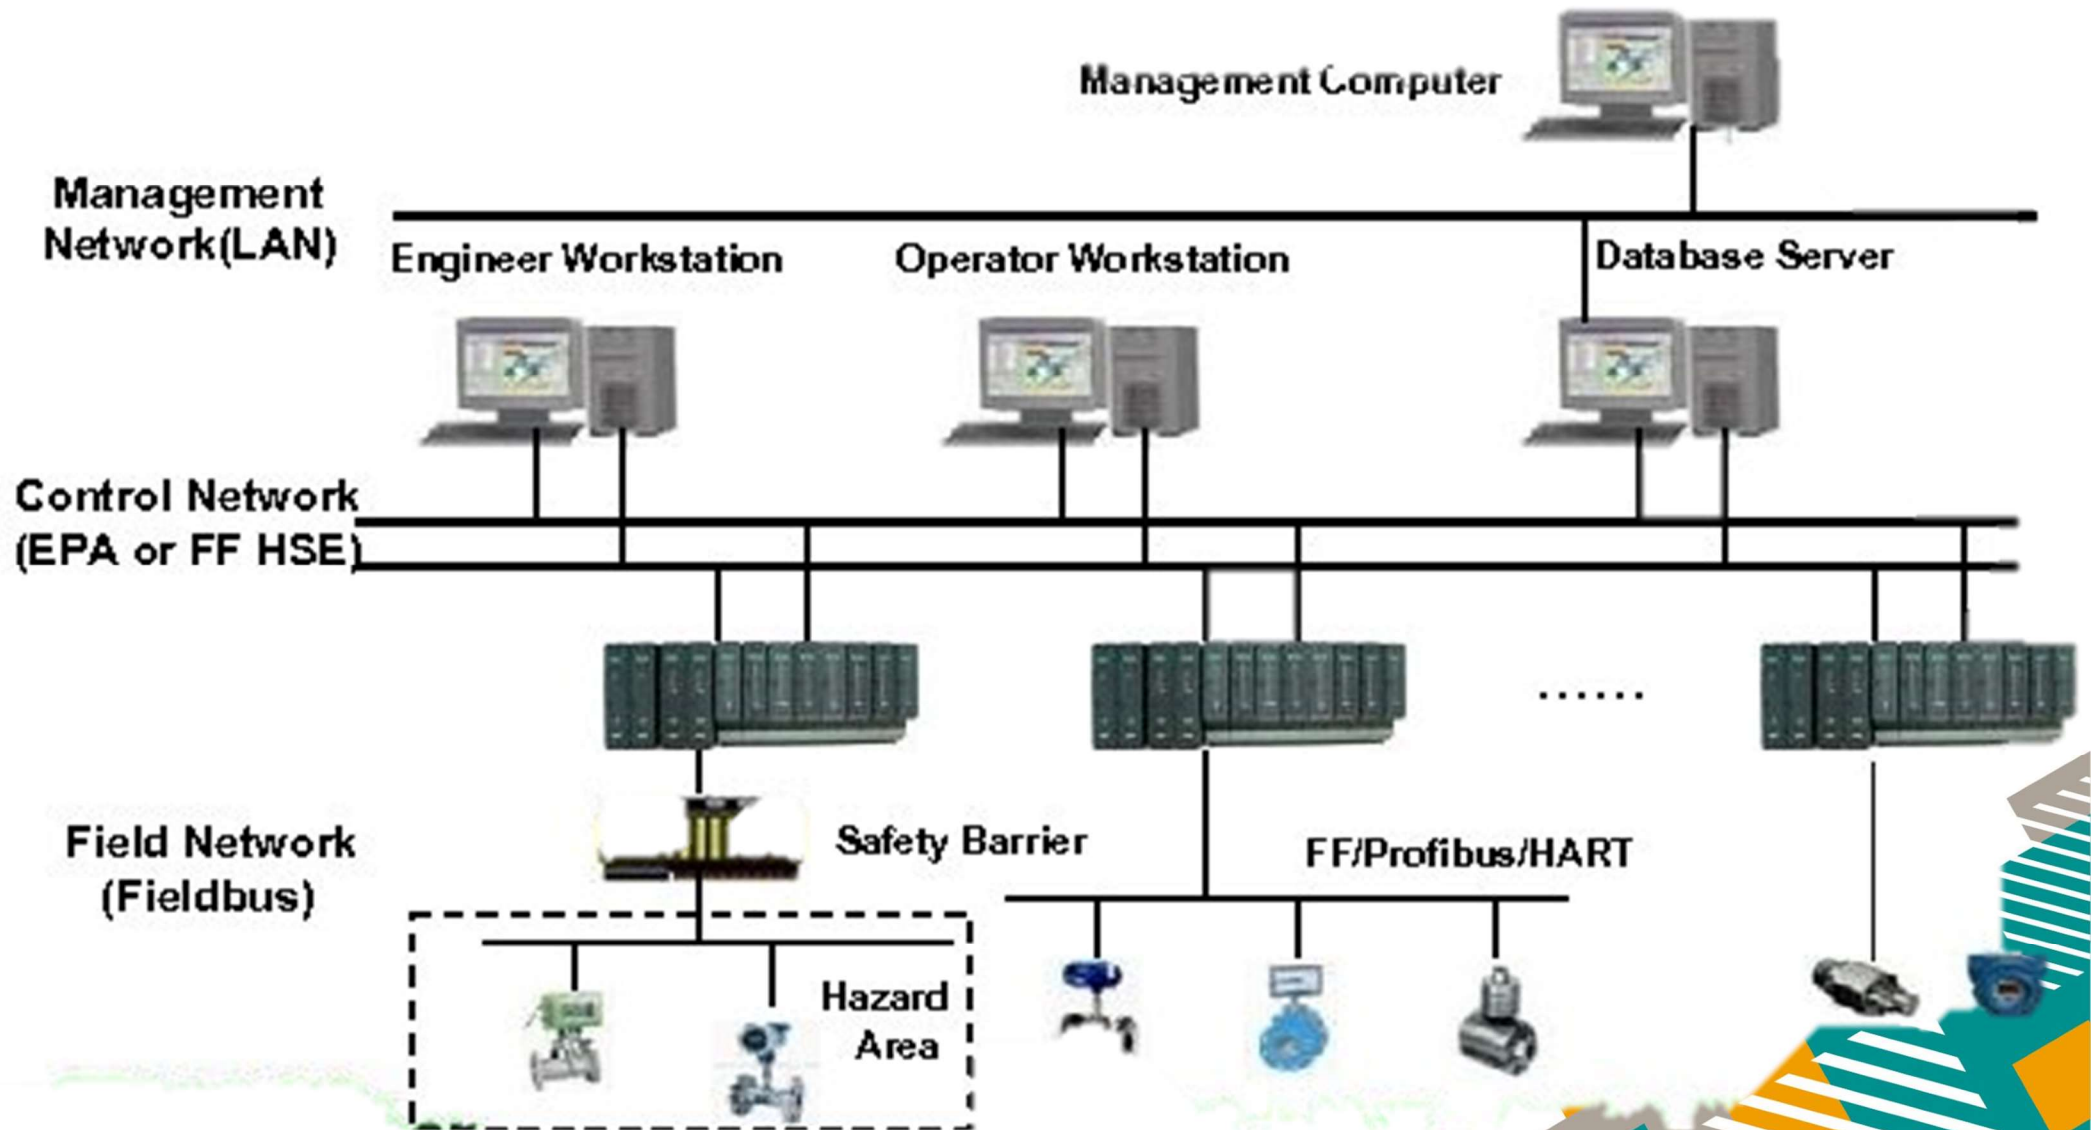 Management Computer
Management
Network(LAN)
Engineer Workstation
Operator Workstation
Database Server
Control Network
(EPA or FF HSE)
......
Field Network
(Fieldbus)
Safety Barrier
FF/Profibus/HART
Hazard
Area